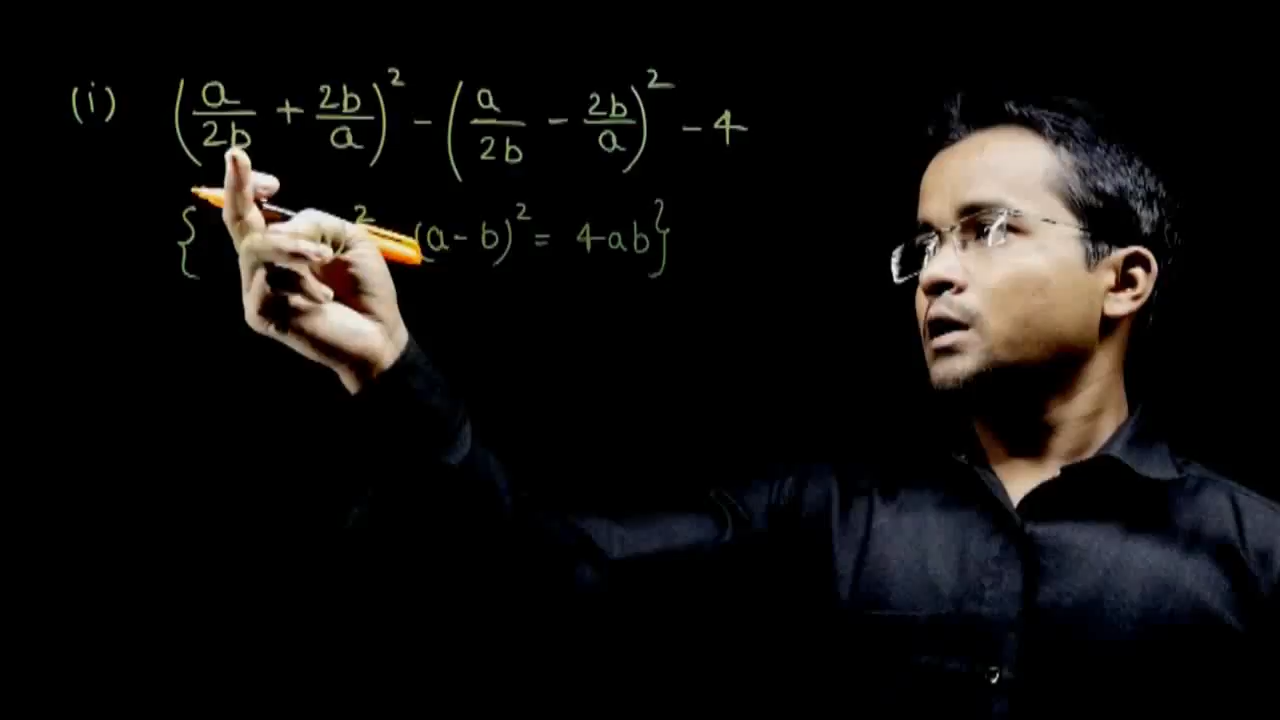 (i) (a/2b + 2b/a)² - (a/2b - 2b/a)² - 4
{ ² (a - b)² = 4ab}